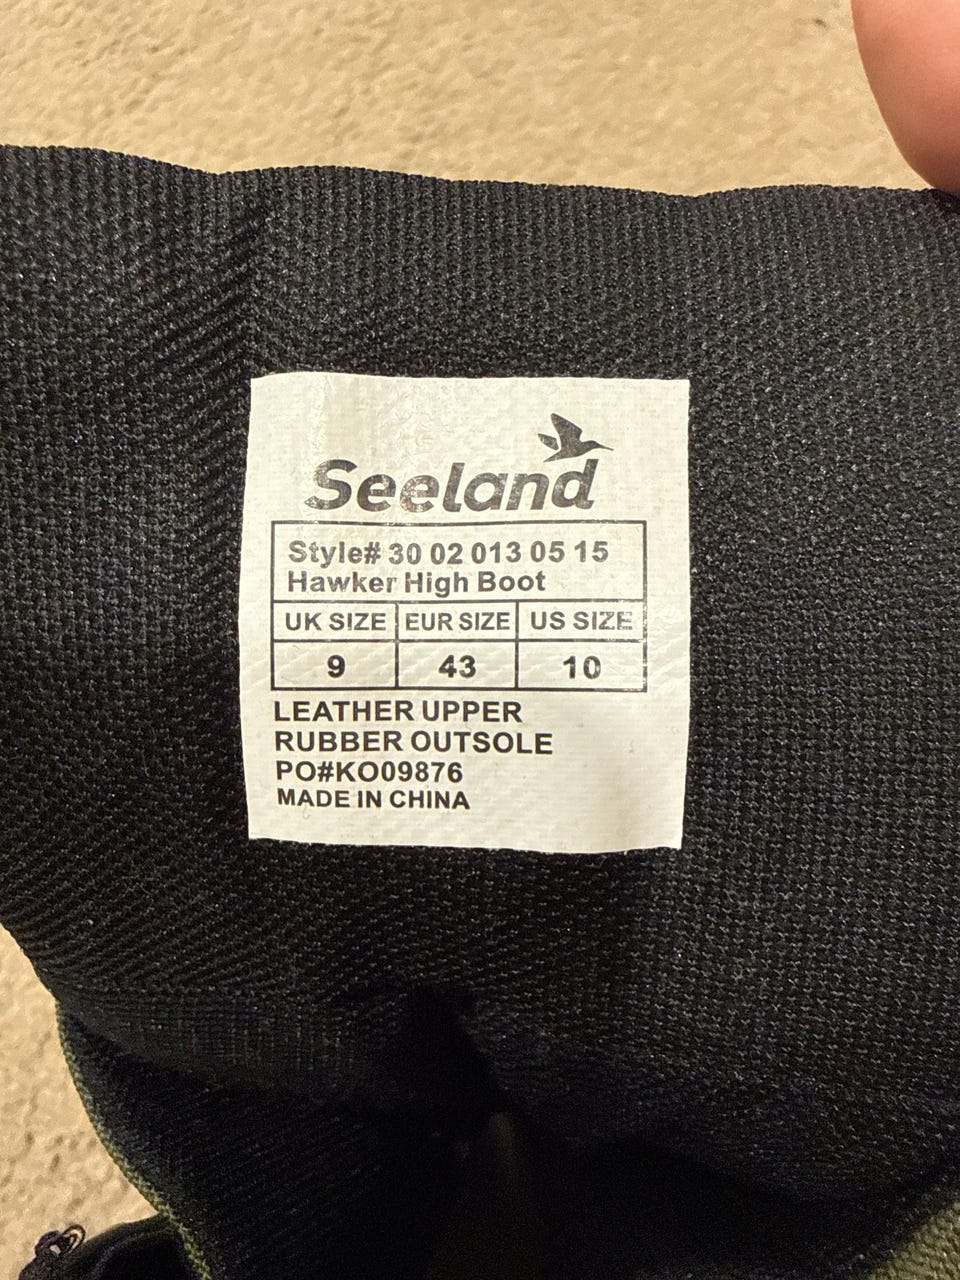 Seeland
Style# 30 02 013 05 15
Hawker High Boot
UK SIZE EUR SIZE US SIZE
9 43 10
LEATHER UPPER
RUBBER OUTSOLE
PO#KO09876
MADE IN CHINA